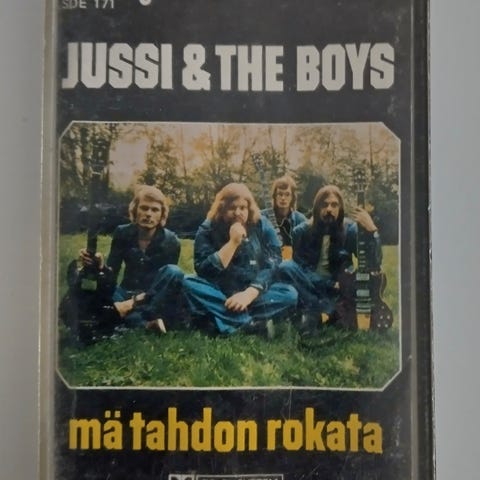 SDE 171
JUSSI & THE BOYS
mä tahdon rokata